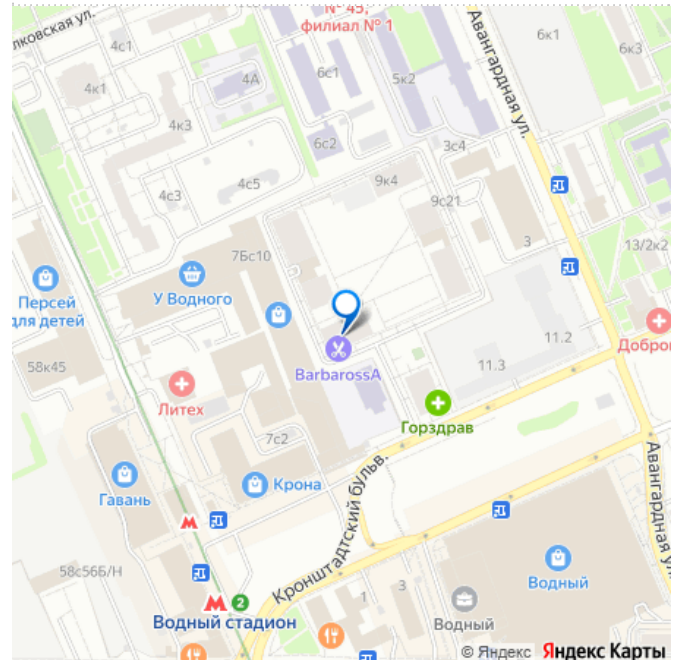 № 45,
филиал № 1
лковская ул.
6к1
6к3
4с1
4к1
4А
6с1
5к2
Авангардная ул.
4к3
6с2
3с4
4с3
4с5
9к4
9с21
3
13/2к2
7Бс10
У Водного
Персей
для детей
11.2
Доброг
58к45
BarbarossA
11.3
Литех
Горздрав
7с2
Крона
Гавань
Кронштадтский бульв.
Авангардная ул.
М
58с56Б/Н
Водный
М 2
Водный стадион
1
3
Водный
© Яндекс Яндекс Карты